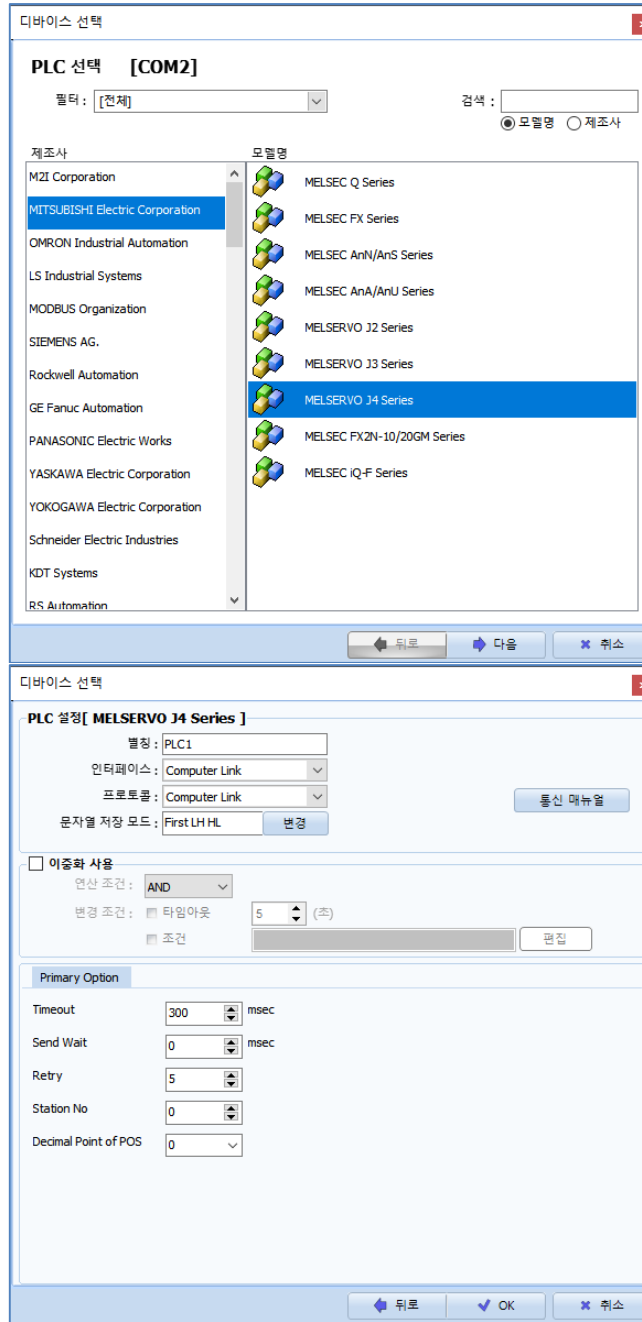 디바이스 선택
PLC 선택 [COM2]
필터 : [전체] 검색 :
모델명 제조사
제조사 모델명
M2I Corporation
MITSUBISHI Electric Corporation
OMRON Industrial Automation
LS Industrial Systems
MODBUS Organization
SIEMENS AG.
Rockwell Automation
GE Fanuc Automation
PANASONIC Electric Works
YASKAWA Electric Corporation
YOKOGAWA Electric Corporation
Schneider Electric Industries
KDT Systems
RS Automation
MELSEC Q Series
MELSEC FX Series
MELSEC AnN/AnS Series
MELSEC AnA/AnU Series
MELSERVO J2 Series
MELSERVO J3 Series
MELSERVO J4 Series
MELSEC FX2N-10/20GM Series
MELSEC iQ-F Series
뒤로 다음 취소
디바이스 선택
PLC 설정[ MELSERVO J4 Series ]
별칭 : PLC1
인터페이스 : Computer Link
프로토콜 : Computer Link 통신 매뉴얼
문자열 저장 모드 : First LH HL 변경
이중화 사용
연산 조건 : AND
변경 조건 : 타임아웃 5 (초)
조건 편집
Primary Option
Timeout 300 msec
Send Wait 0 msec
Retry 5
Station No 0
Decimal Point of POS 0
뒤로 OK 취소